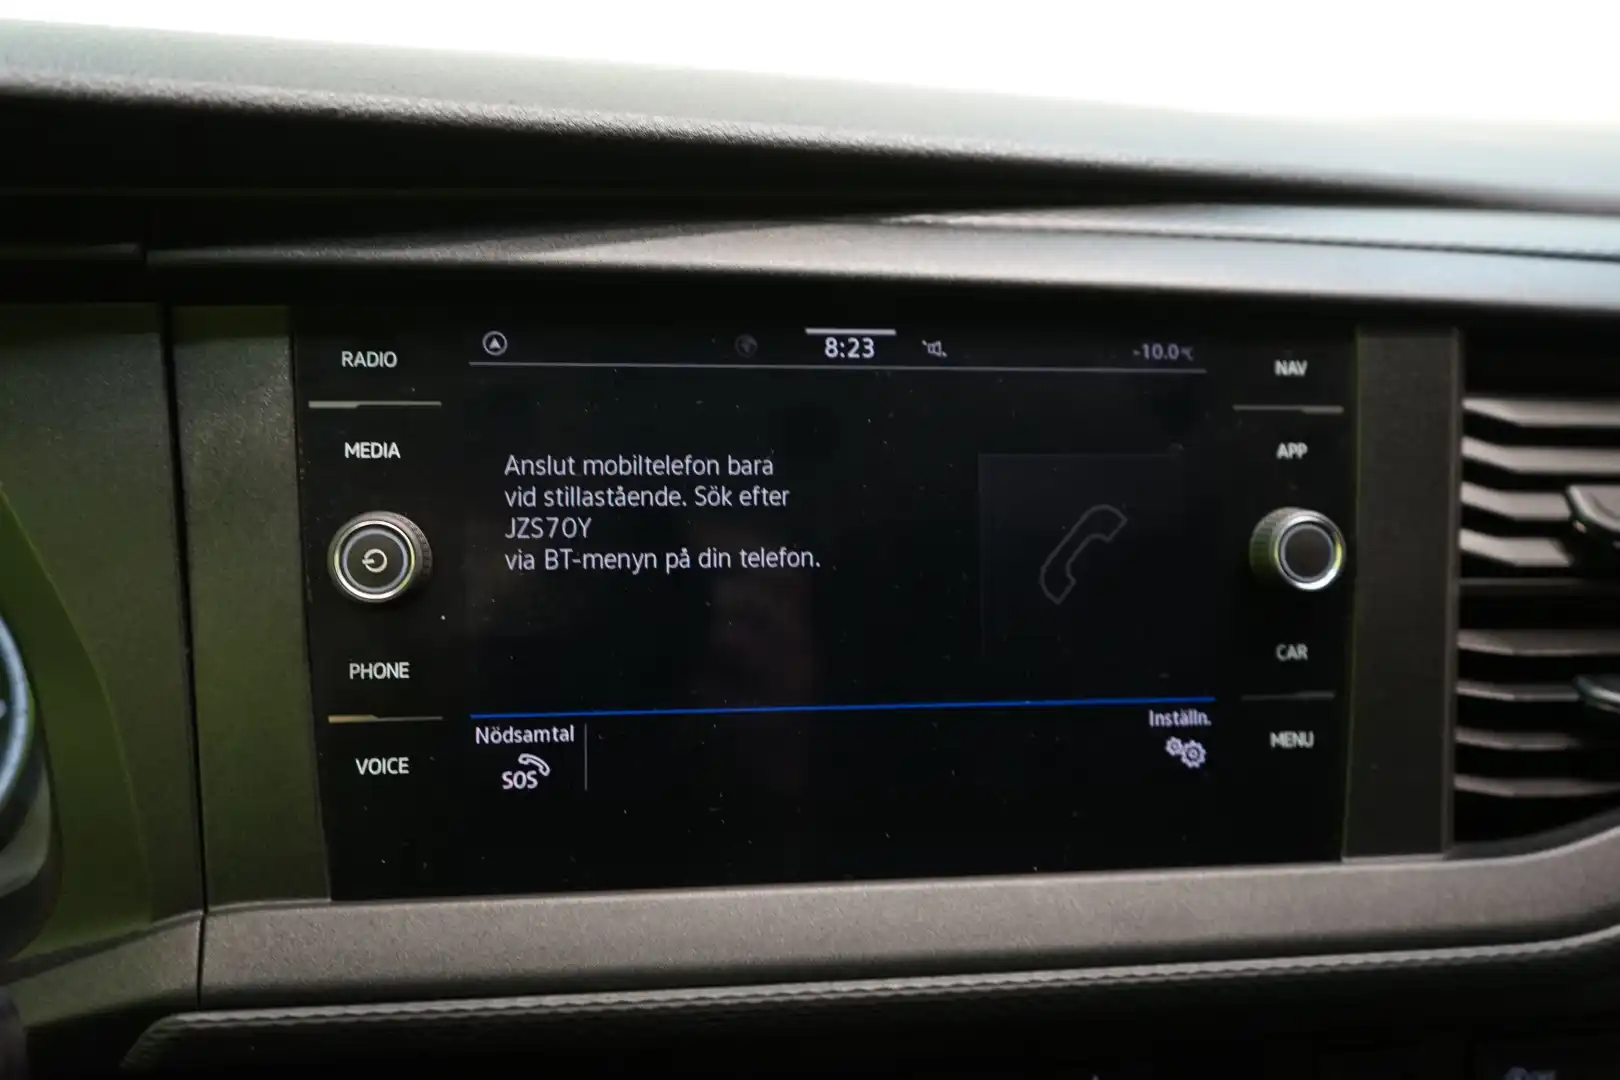 RADIO
MEDIA
PHONE
VOICE
8:23
-10.0°C
Anslut mobiltelefon bara
vid stillastående. Sök efter
JZS70Y
via BT-menyn på din telefon.
Nödsamtal
SOS
Inställn.
NAV
APP
CAR
MENU